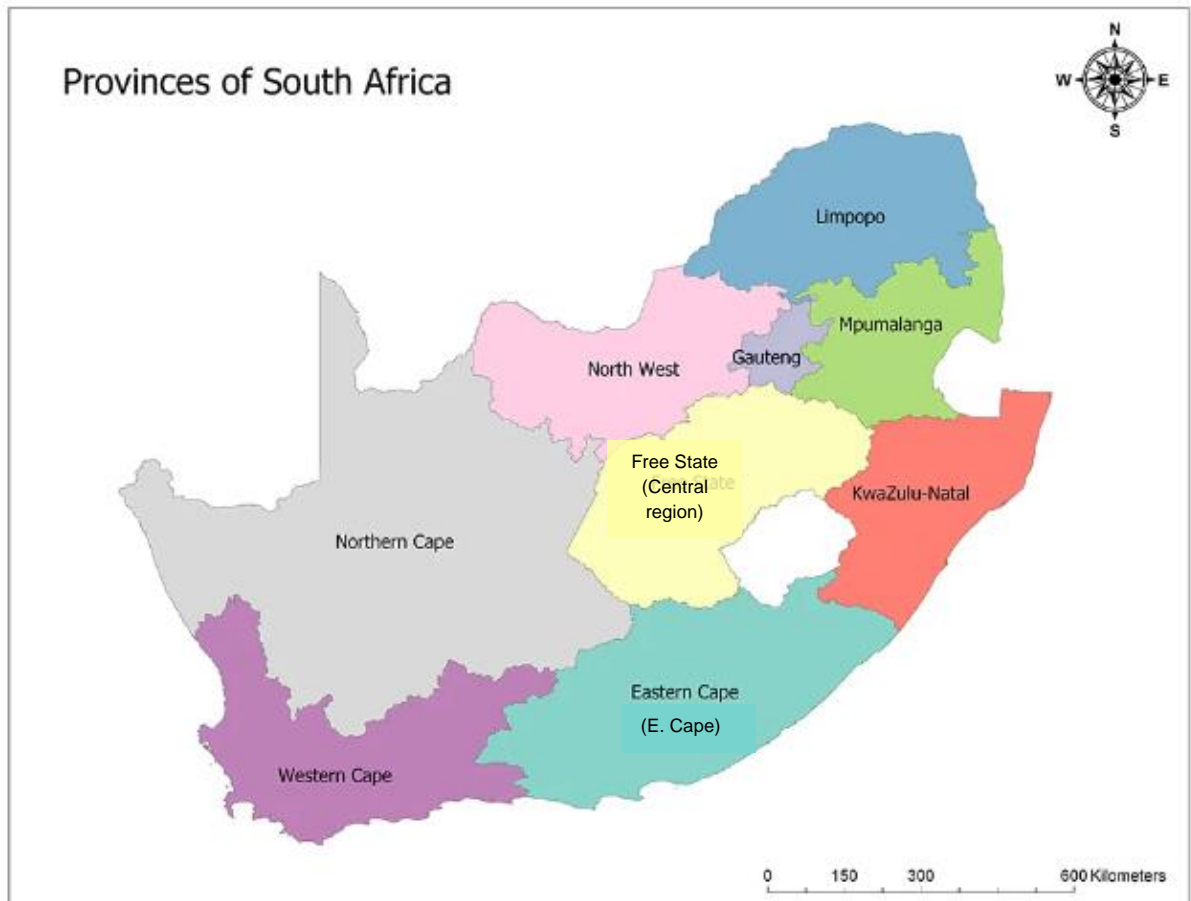 Provinces of South Africa
N
W E
S
Limpopo
Mpumalanga
Gauteng
North West
Free State
(Central
region)
KwaZulu-Natal
Northern Cape
Eastern Cape
(E. Cape)
Western Cape
0 150 300 600 Kilometers